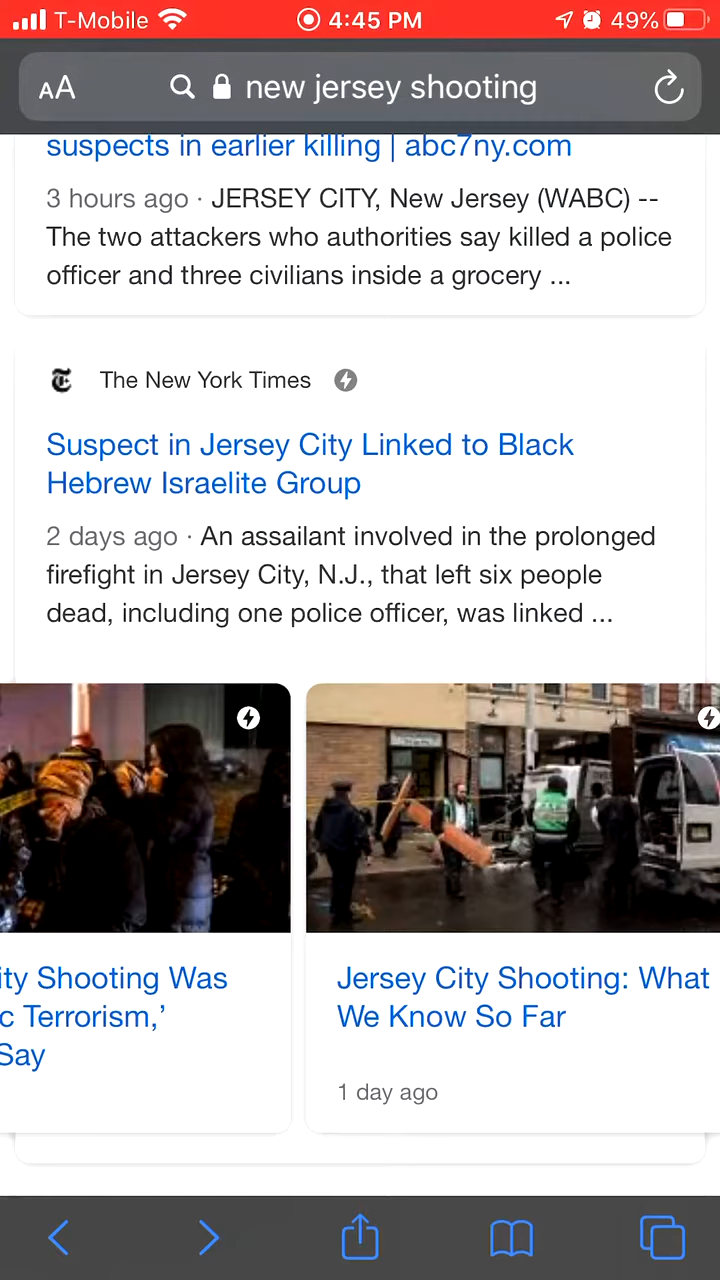 T-Mobile 4:45 PM 49%
AA new jersey shooting
suspects in earlier killing | abc7ny.com
3 hours ago · JERSEY CITY, New Jersey (WABC) --
The two attackers who authorities say killed a police
officer and three civilians inside a grocery ...
The New York Times
Suspect in Jersey City Linked to Black
Hebrew Israelite Group
2 days ago · An assailant involved in the prolonged
firefight in Jersey City, N.J., that left six people
dead, including one police officer, was linked ...
ity Shooting Was
c Terrorism,’
Say
Jersey City Shooting: What
We Know So Far
1 day ago